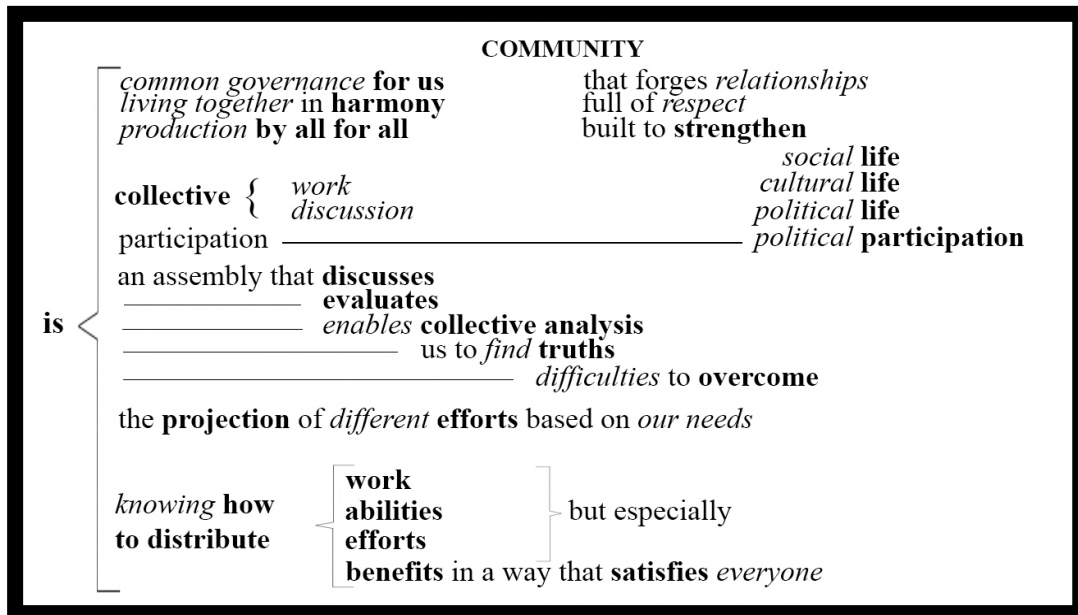 COMMUNITY
common governance for us that forges relationships
living together in harmony full of respect
production by all for all built to strengthen
social life
collective { work cultural life
discussion political life
participation political participation
an assembly that discusses
evaluates
enables collective analysis
is
us to find truths
difficulties to overcome
the projection of different efforts based on our needs
work
knowing how abilities but especially
to distribute efforts
benefits in a way that satisfies everyone